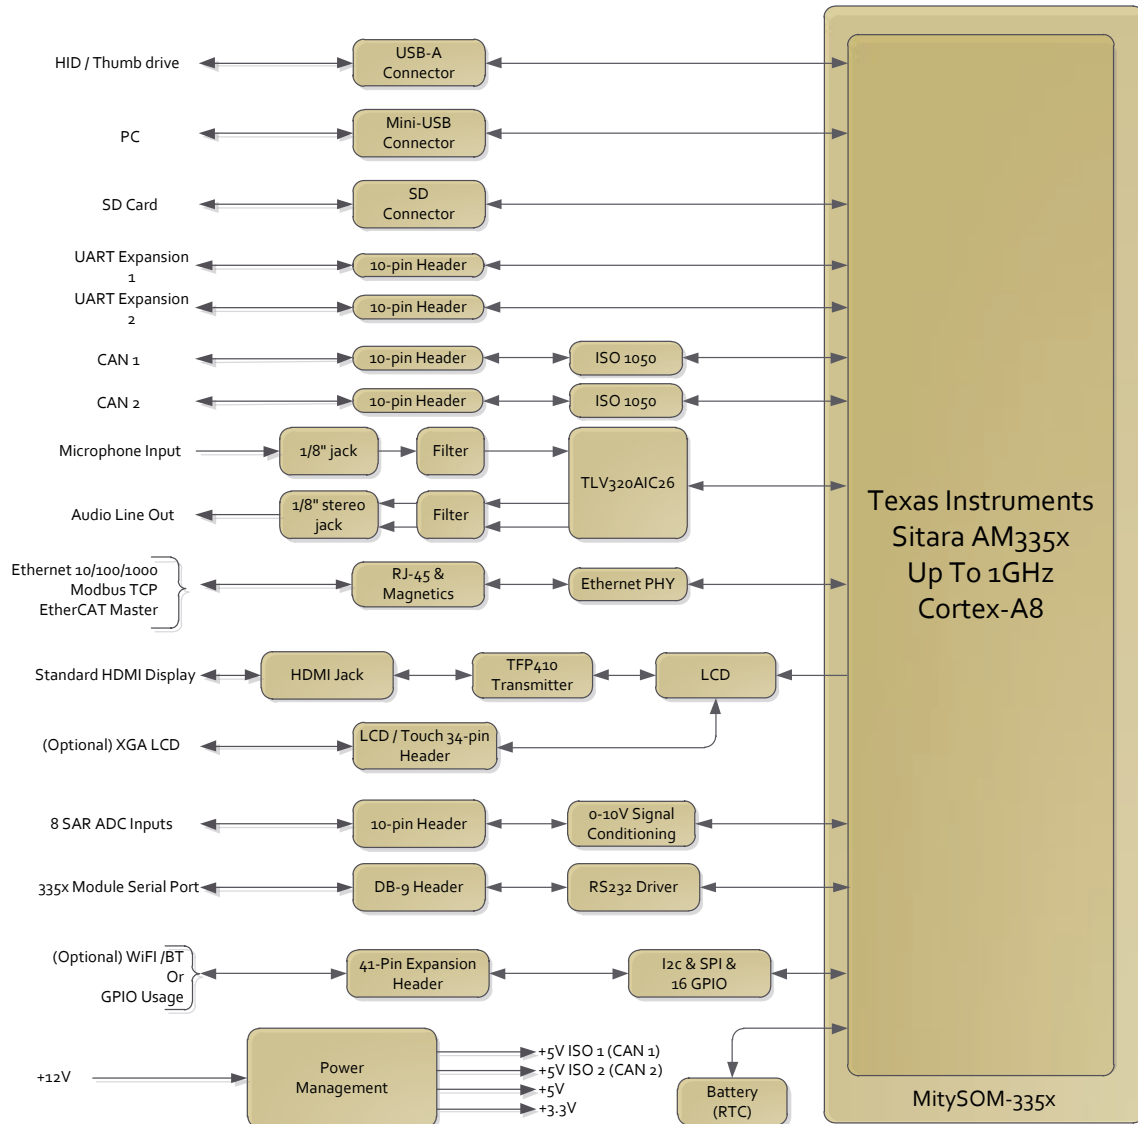 HID / Thumb drive
USB-A
Connector
PC
Mini-USB
Connector
SD Card
SD
Connector
UART Expansion
1
10-pin Header
UART Expansion
2
10-pin Header
CAN 1
10-pin Header
ISO 1050
CAN 2
10-pin Header
ISO 1050
Microphone Input
1/8" jack
Filter
TLV320AIC26
Audio Line Out
1/8" stereo
jack
Filter
Ethernet 10/100/1000
Modbus TCP
EtherCAT Master
RJ-45 &
Magnetics
Ethernet PHY
Standard HDMI Display
HDMI Jack
TFP410
Transmitter
LCD
(Optional) XGA LCD
LCD / Touch 34-pin
Header
8 SAR ADC Inputs
10-pin Header
0-10V Signal
Conditioning
335x Module Serial Port
DB-9 Header
RS232 Driver
(Optional) WiFI /BT
Or
GPIO Usage
41-Pin Expansion
Header
I2c & SPI &
16 GPIO
+12V
Power
Management
+5V ISO 1 (CAN 1)
+5V ISO 2 (CAN 2)
+5V
+3.3V
Battery
(RTC)
Texas Instruments
Sitara AM335x
Up To 1GHz
Cortex-A8
MitySOM-335x